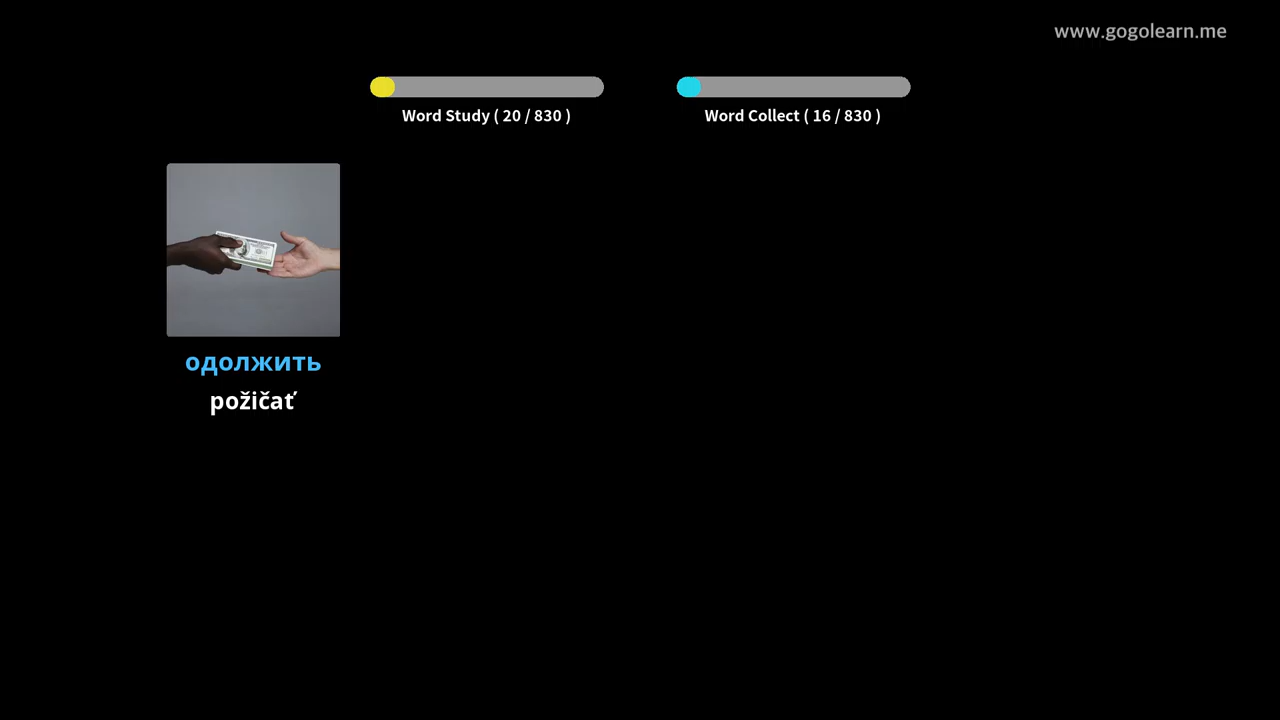 www.gogolearn.me
Word Study ( 20 / 830 )
Word Collect ( 16 / 830 )
одолжить
požičať